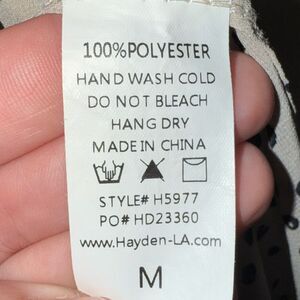 100%POLYESTER
HAND WASH COLD
DO NOT BLEACH
HANG DRY
MADE IN CHINA
STYLE# H5977
PO# HD23360
www.Hayden-LA.com
M